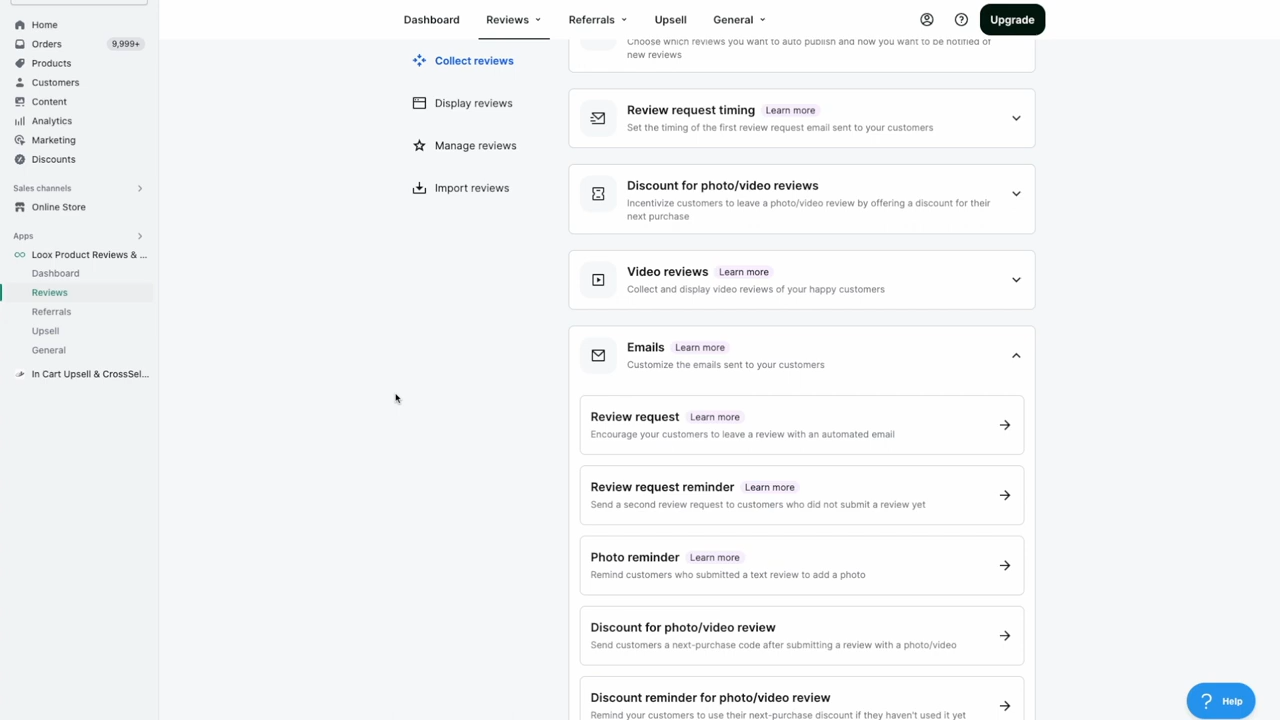 Home
Orders 9,999+
Products
Customers
Content
Analytics
Marketing
Discounts
Sales channels
Online Store
Apps
Loox Product Reviews & ...
Dashboard
Reviews
Referrals
Upsell
General
In Cart Upsell & CrossSel...
Dashboard Reviews Referrals Upsell General Upgrade
Collect reviews
Display reviews
Manage reviews
Import reviews
Choose which reviews you want to auto publish and how you want to be notified of
new reviews
Review request timing Learn more
Set the timing of the first review request email sent to your customers
Discount for photo/video reviews
Incentivize customers to leave a photo/video review by offering a discount for their
next purchase
Video reviews Learn more
Collect and display video reviews of your happy customers
Emails Learn more
Customize the emails sent to your customers
Review request Learn more
Encourage your customers to leave a review with an automated email
Review request reminder Learn more
Send a second review request to customers who did not submit a review yet
Photo reminder Learn more
Remind customers who submitted a text review to add a photo
Discount for photo/video review
Send customers a next-purchase code after submitting a review with a photo/video
Discount reminder for photo/video review
Remind your customers to use their next-purchase discount if they haven't used it yet
? Help